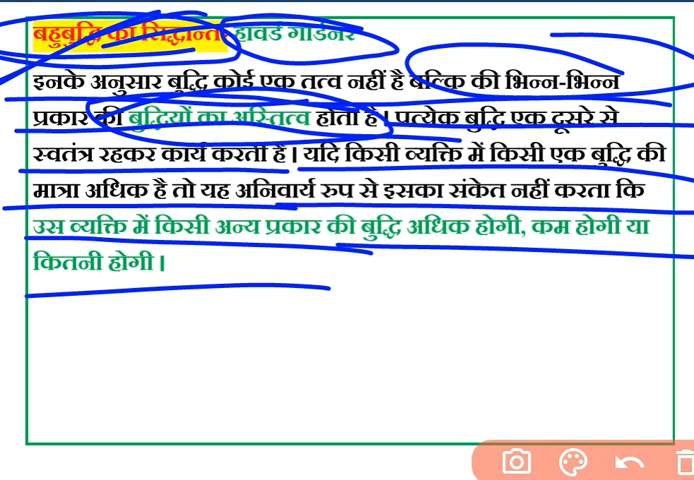 बहुबुद्धि का सिद्धान्त: हावर्ड गार्डनर
इनके अनुसार बुद्धि कोई एक तत्व नहीं है बल्कि की भिन्न-भिन्न
प्रकार की बुद्धियों का अस्तित्व होता है। प्रत्येक बुद्धि एक दूसरे से
स्वतंत्र रहकर कार्य करती है। यदि किसी व्यक्ति में किसी एक बुद्धि की
मात्रा अधिक है तो यह अनिवार्य रुप से इसका संकेत नहीं करता कि
उस व्यक्ति में किसी अन्य प्रकार की बुद्धि अधिक होगी, कम होगी या
कितनी होगी।